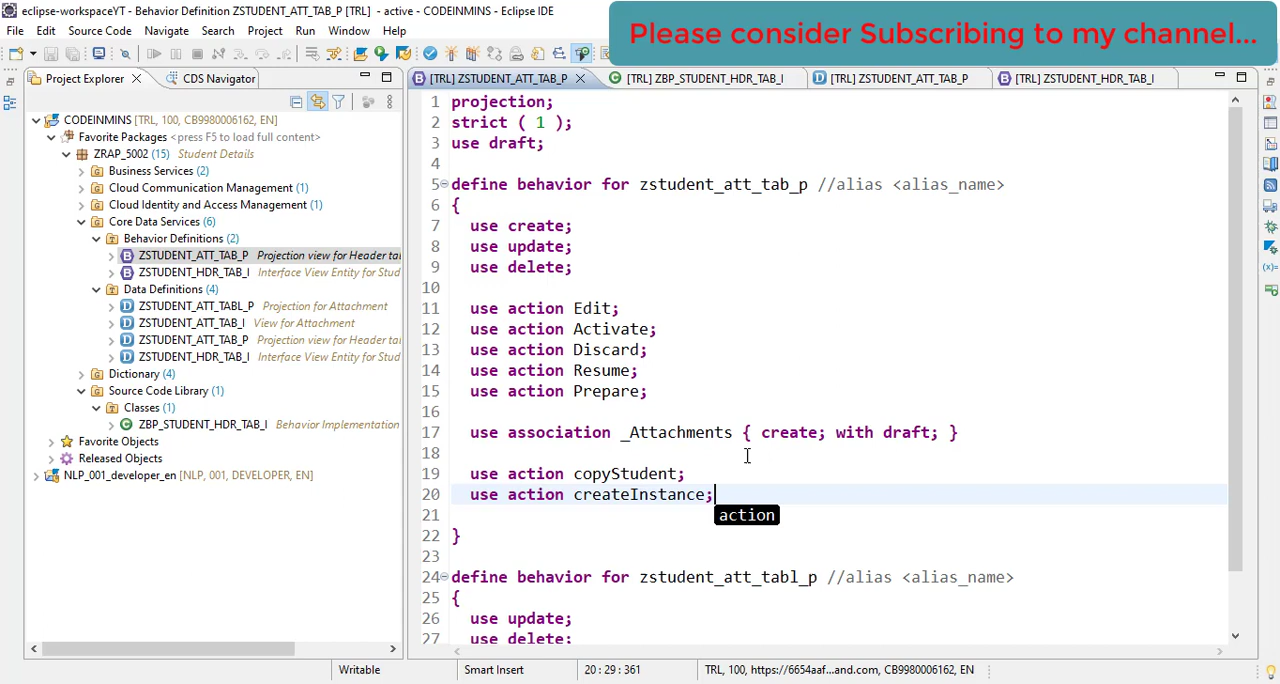 eclipse-workspaceYT - Behavior Definition ZSTUDENT_ATT_TAB_P [TRL] - active - CODEINMINS - Eclipse IDE
Please consider Subscribing to my channel...
File Edit Source Code Navigate Search Project Run Window Help
Project Explorer CDS Navigator
[TRL] ZSTUDENT_ATT_TAB_P [TRL] ZBP_STUDENT_HDR_TAB_I [TRL] ZSTUDENT_ATT_TAB_P [TRL] ZSTUDENT_HDR_TAB_I
CODEINMINS [TRL, 100, CB9980006162, EN]
Favorite Packages <press F5 to load full content>
ZRAP_5002 (15) Student Details
Business Services (2)
Cloud Communication Management (1)
Cloud Identity and Access Management (1)
Core Data Services (6)
Behavior Definitions (2)
ZSTUDENT_ATT_TAB_P Projection view for Header tal
ZSTUDENT_HDR_TAB_I Interface View Entity for Stud
Data Definitions (4)
ZSTUDENT_ATT_TABL_P Projection for Attachment
ZSTUDENT_ATT_TAB_I View for Attachment
ZSTUDENT_ATT_TAB_P Projection view for Header ta
ZSTUDENT_HDR_TAB_I Interface View Entity for Stud
Dictionary (4)
Source Code Library (1)
Classes (1)
ZBP_STUDENT_HDR_TAB_I Behavior Implementation
Favorite Objects
Released Objects
NLP_001_developer_en [NLP, 001, DEVELOPER, EN]
1 projection;
2 strict ( 1 );
3 use draft;
4
5 define behavior for zstudent_att_tab_p //alias <alias_name>
6 {
7 use create;
8 use update;
9 use delete;
10
11 use action Edit;
12 use action Activate;
13 use action Discard;
14 use action Resume;
15 use action Prepare;
16
17 use association _Attachments { create; with draft; }
18
19 use action copyStudent;
20 use action createInstance;
action
21
22 }
23
24 define behavior for zstudent_att_tabl_p //alias <alias_name>
25 {
26 use update;
27 use delete;
Writable Smart Insert 20 : 29 : 361 TRL, 100, https://6654aaf...and.com, CB9980006162, EN